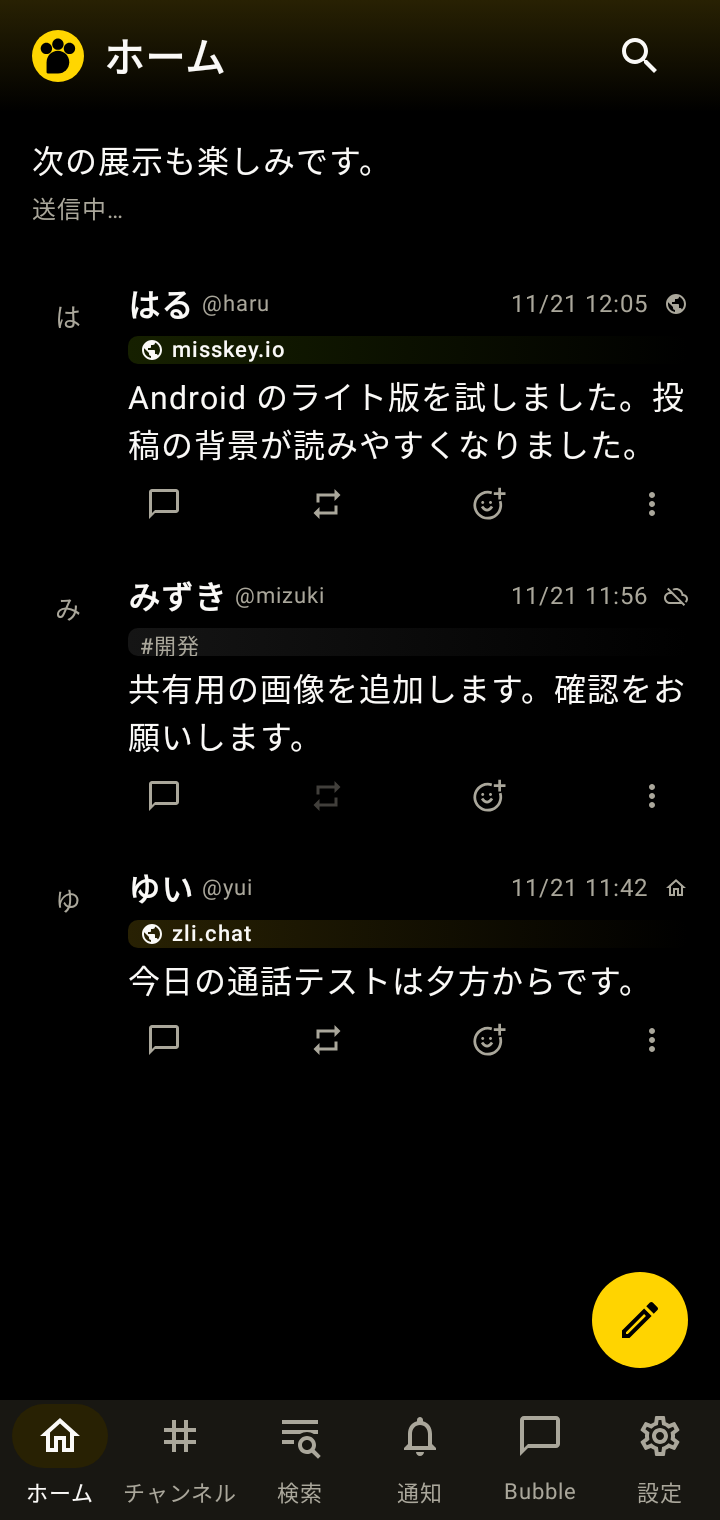 ホーム
次の展示も楽しみです。
送信中…
は
はる @haru 11/21 12:05
misskey.io
Android のライト版を試しました。投
稿の背景が読みやすくなりました。
み
みずき @mizuki 11/21 11:56
#開発
共有用の画像を追加します。確認をお
願いします。
ゆ
ゆい @yui 11/21 11:42
zli.chat
今日の通話テストは夕方からです。
ホーム チャンネル 検索 通知 Bubble 設定